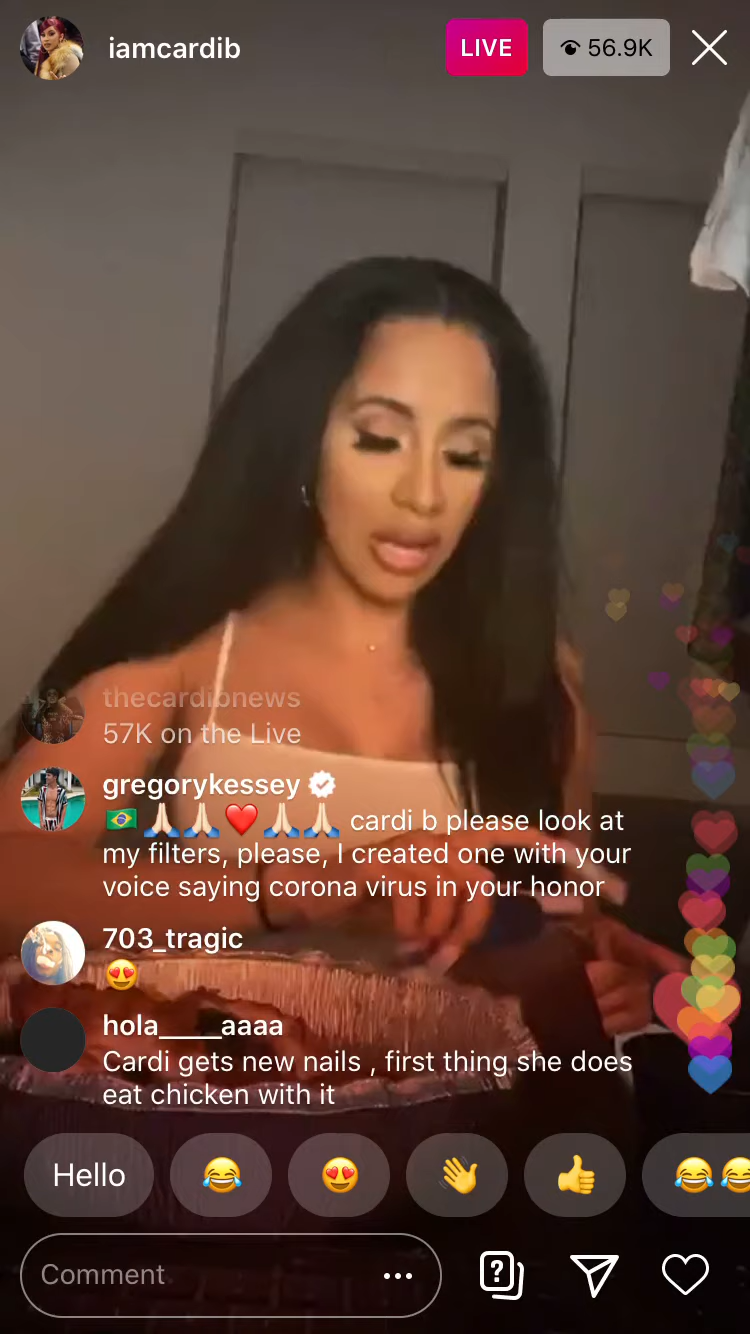 iamcardib
LIVE
56.9K
thecardibnews
57K on the Live
gregorykessey
🇧🇷🙏🏻🙏🏻❤️🙏🏻🙏🏻 cardi b please look at
my filters, please, I created one with your
voice saying corona virus in your honor
703_tragic
😍
hola_____aaaa
Cardi gets new nails , first thing she does
eat chicken with it
Hello 😂 😍 👋 👍 😂😂
Comment